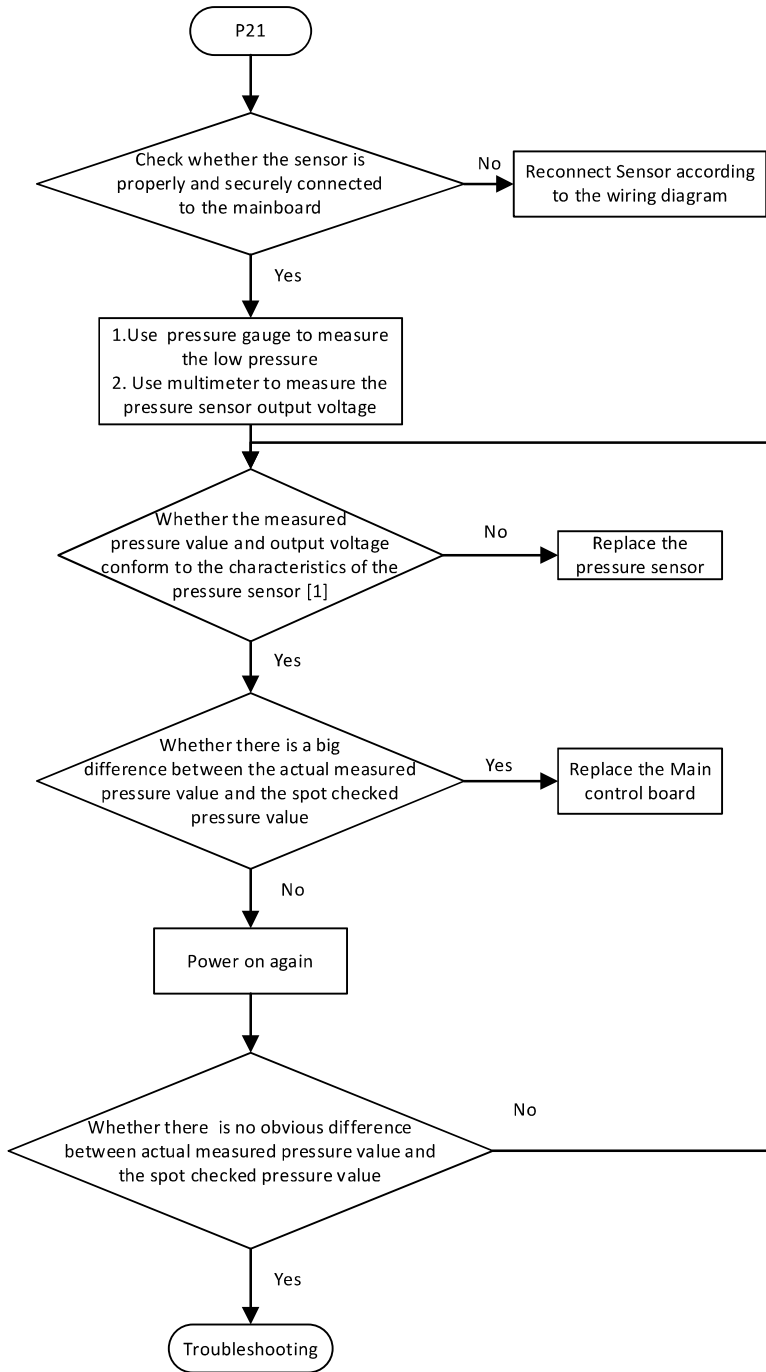 P21
Check whether the sensor is
properly and securely connected
to the mainboard
No
Reconnect Sensor according
to the wiring diagram
Yes
1.Use pressure gauge to measure
the low pressure
2. Use multimeter to measure the
pressure sensor output voltage
Whether the measured
pressure value and output voltage
conform to the characteristics of the
pressure sensor [1]
No
Replace the
pressure sensor
Yes
Whether there is a big
difference between the actual measured
pressure value and the spot checked
pressure value
Yes
Replace the Main
control board
No
Power on again
Whether there is no obvious difference
between actual measured pressure value and
the spot checked pressure value
No
Yes
Troubleshooting